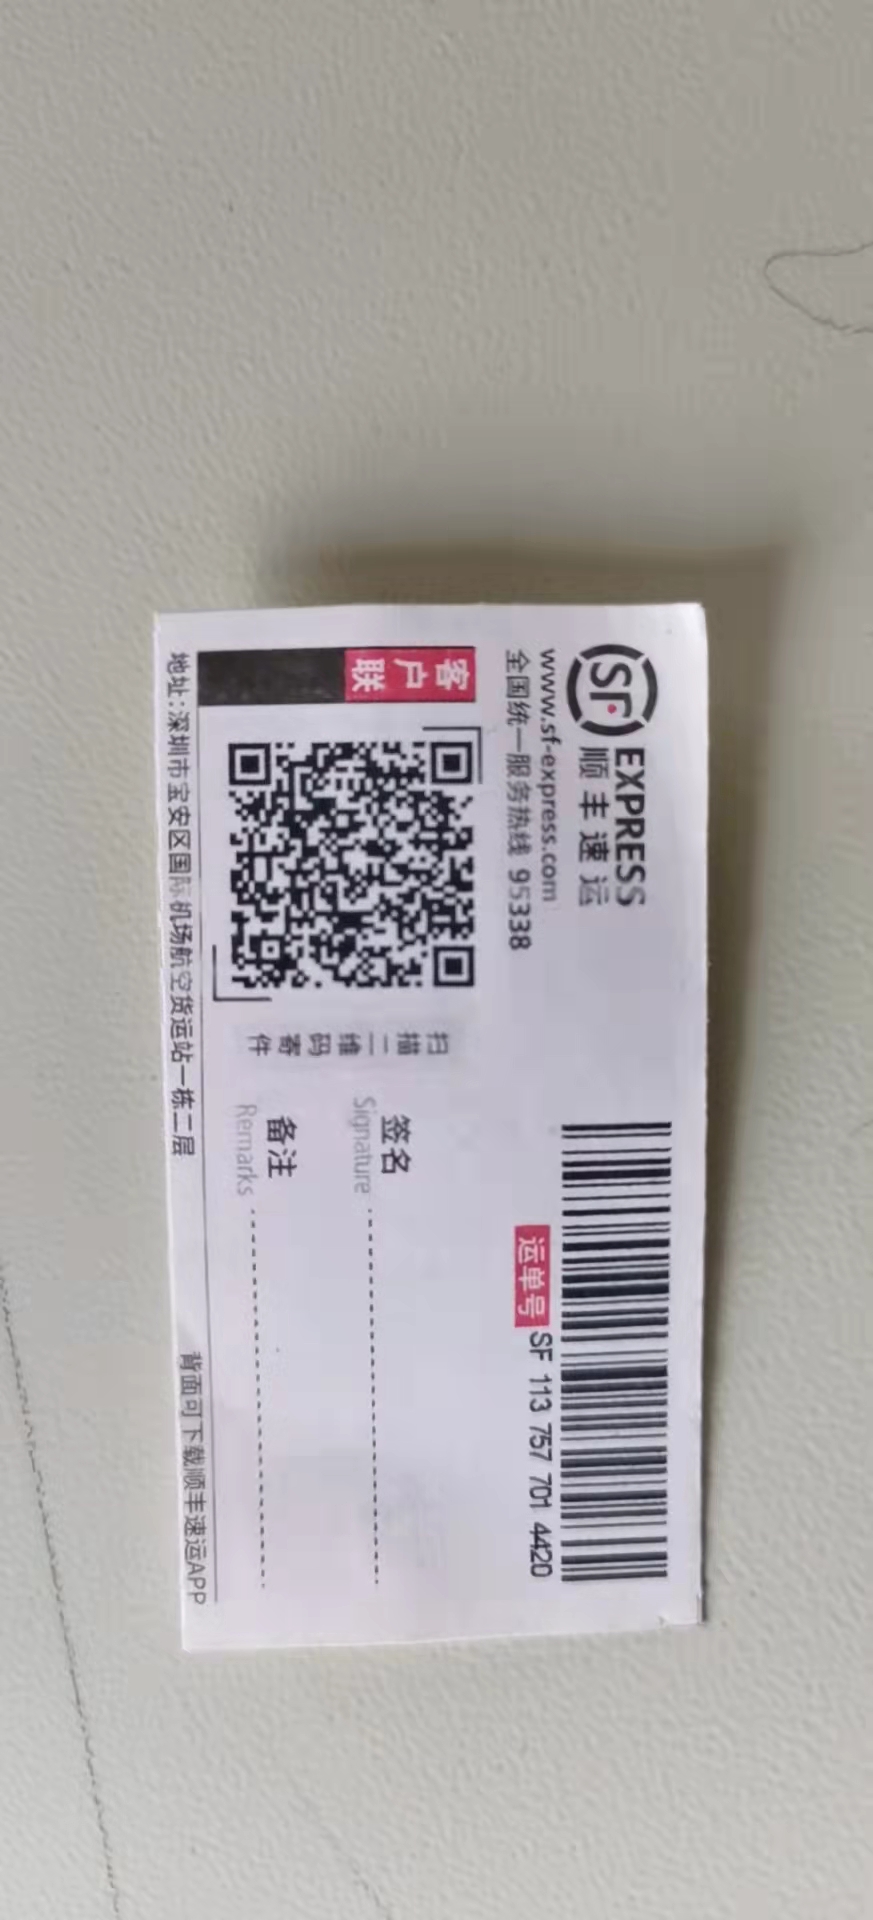 SF EXPRESS
顺丰速运
www.sf-express.com
全国统一服务热线 95338
运单号 SF 113 757 701 4420
客户联
扫描二维码寄件
签名
Signature
备注
Remarks
地址:深圳市宝安区国际机场航空货运站一栋二层
背面可下载顺丰速运APP